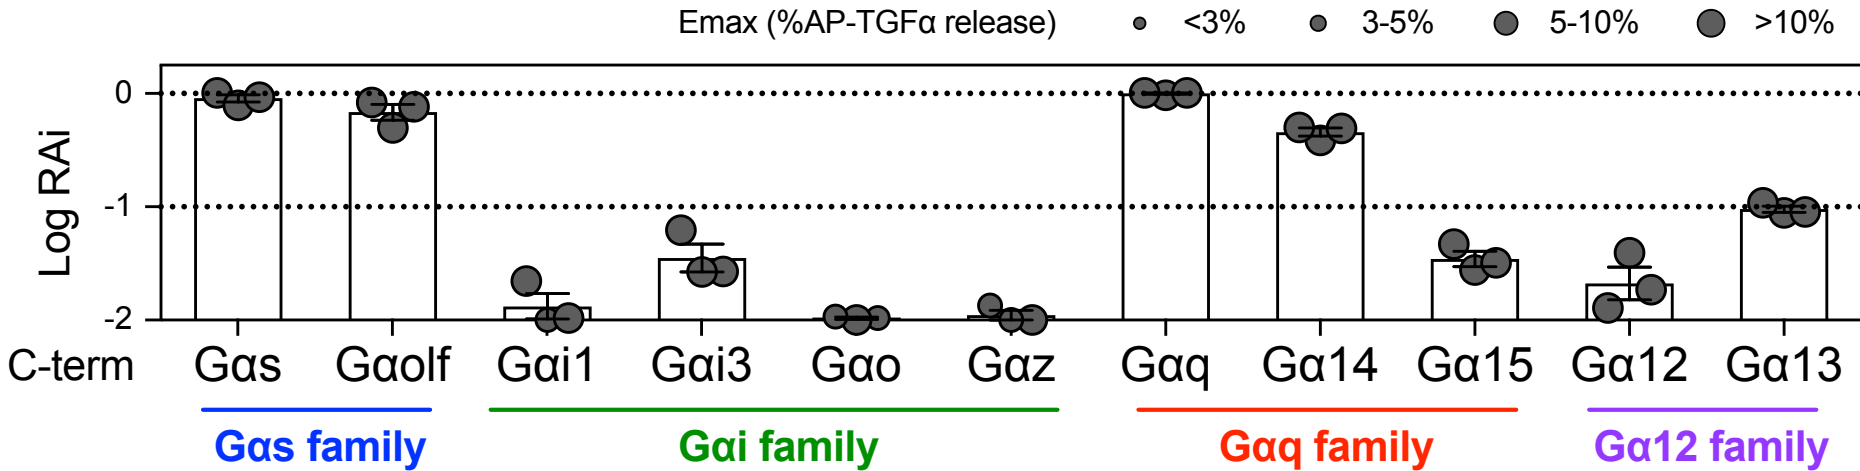 Emax (%AP-TGFα release) <3% 3-5% 5-10% >10%
Log RAi
0
-1
-2
C-term Gαs Gαolf Gαi1 Gαi3 Gαo Gαz Gαq Gα14 Gα15 Gα12 Gα13
Gαs family Gαi family Gαq family Gα12 family